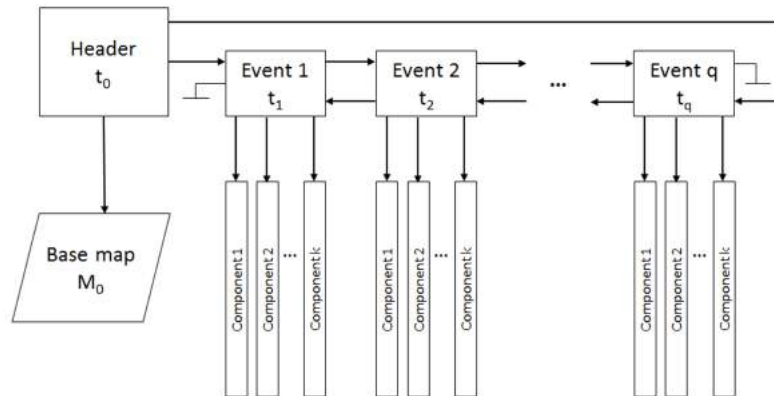 Header
t₀
Event 1
t₁
Event 2
t₂
...
Event q
t_q
Base map
M₀
Component 1
Component 2
...
Component k
Component 1
Component 2
...
Component k
Component 1
Component 2
...
Component k